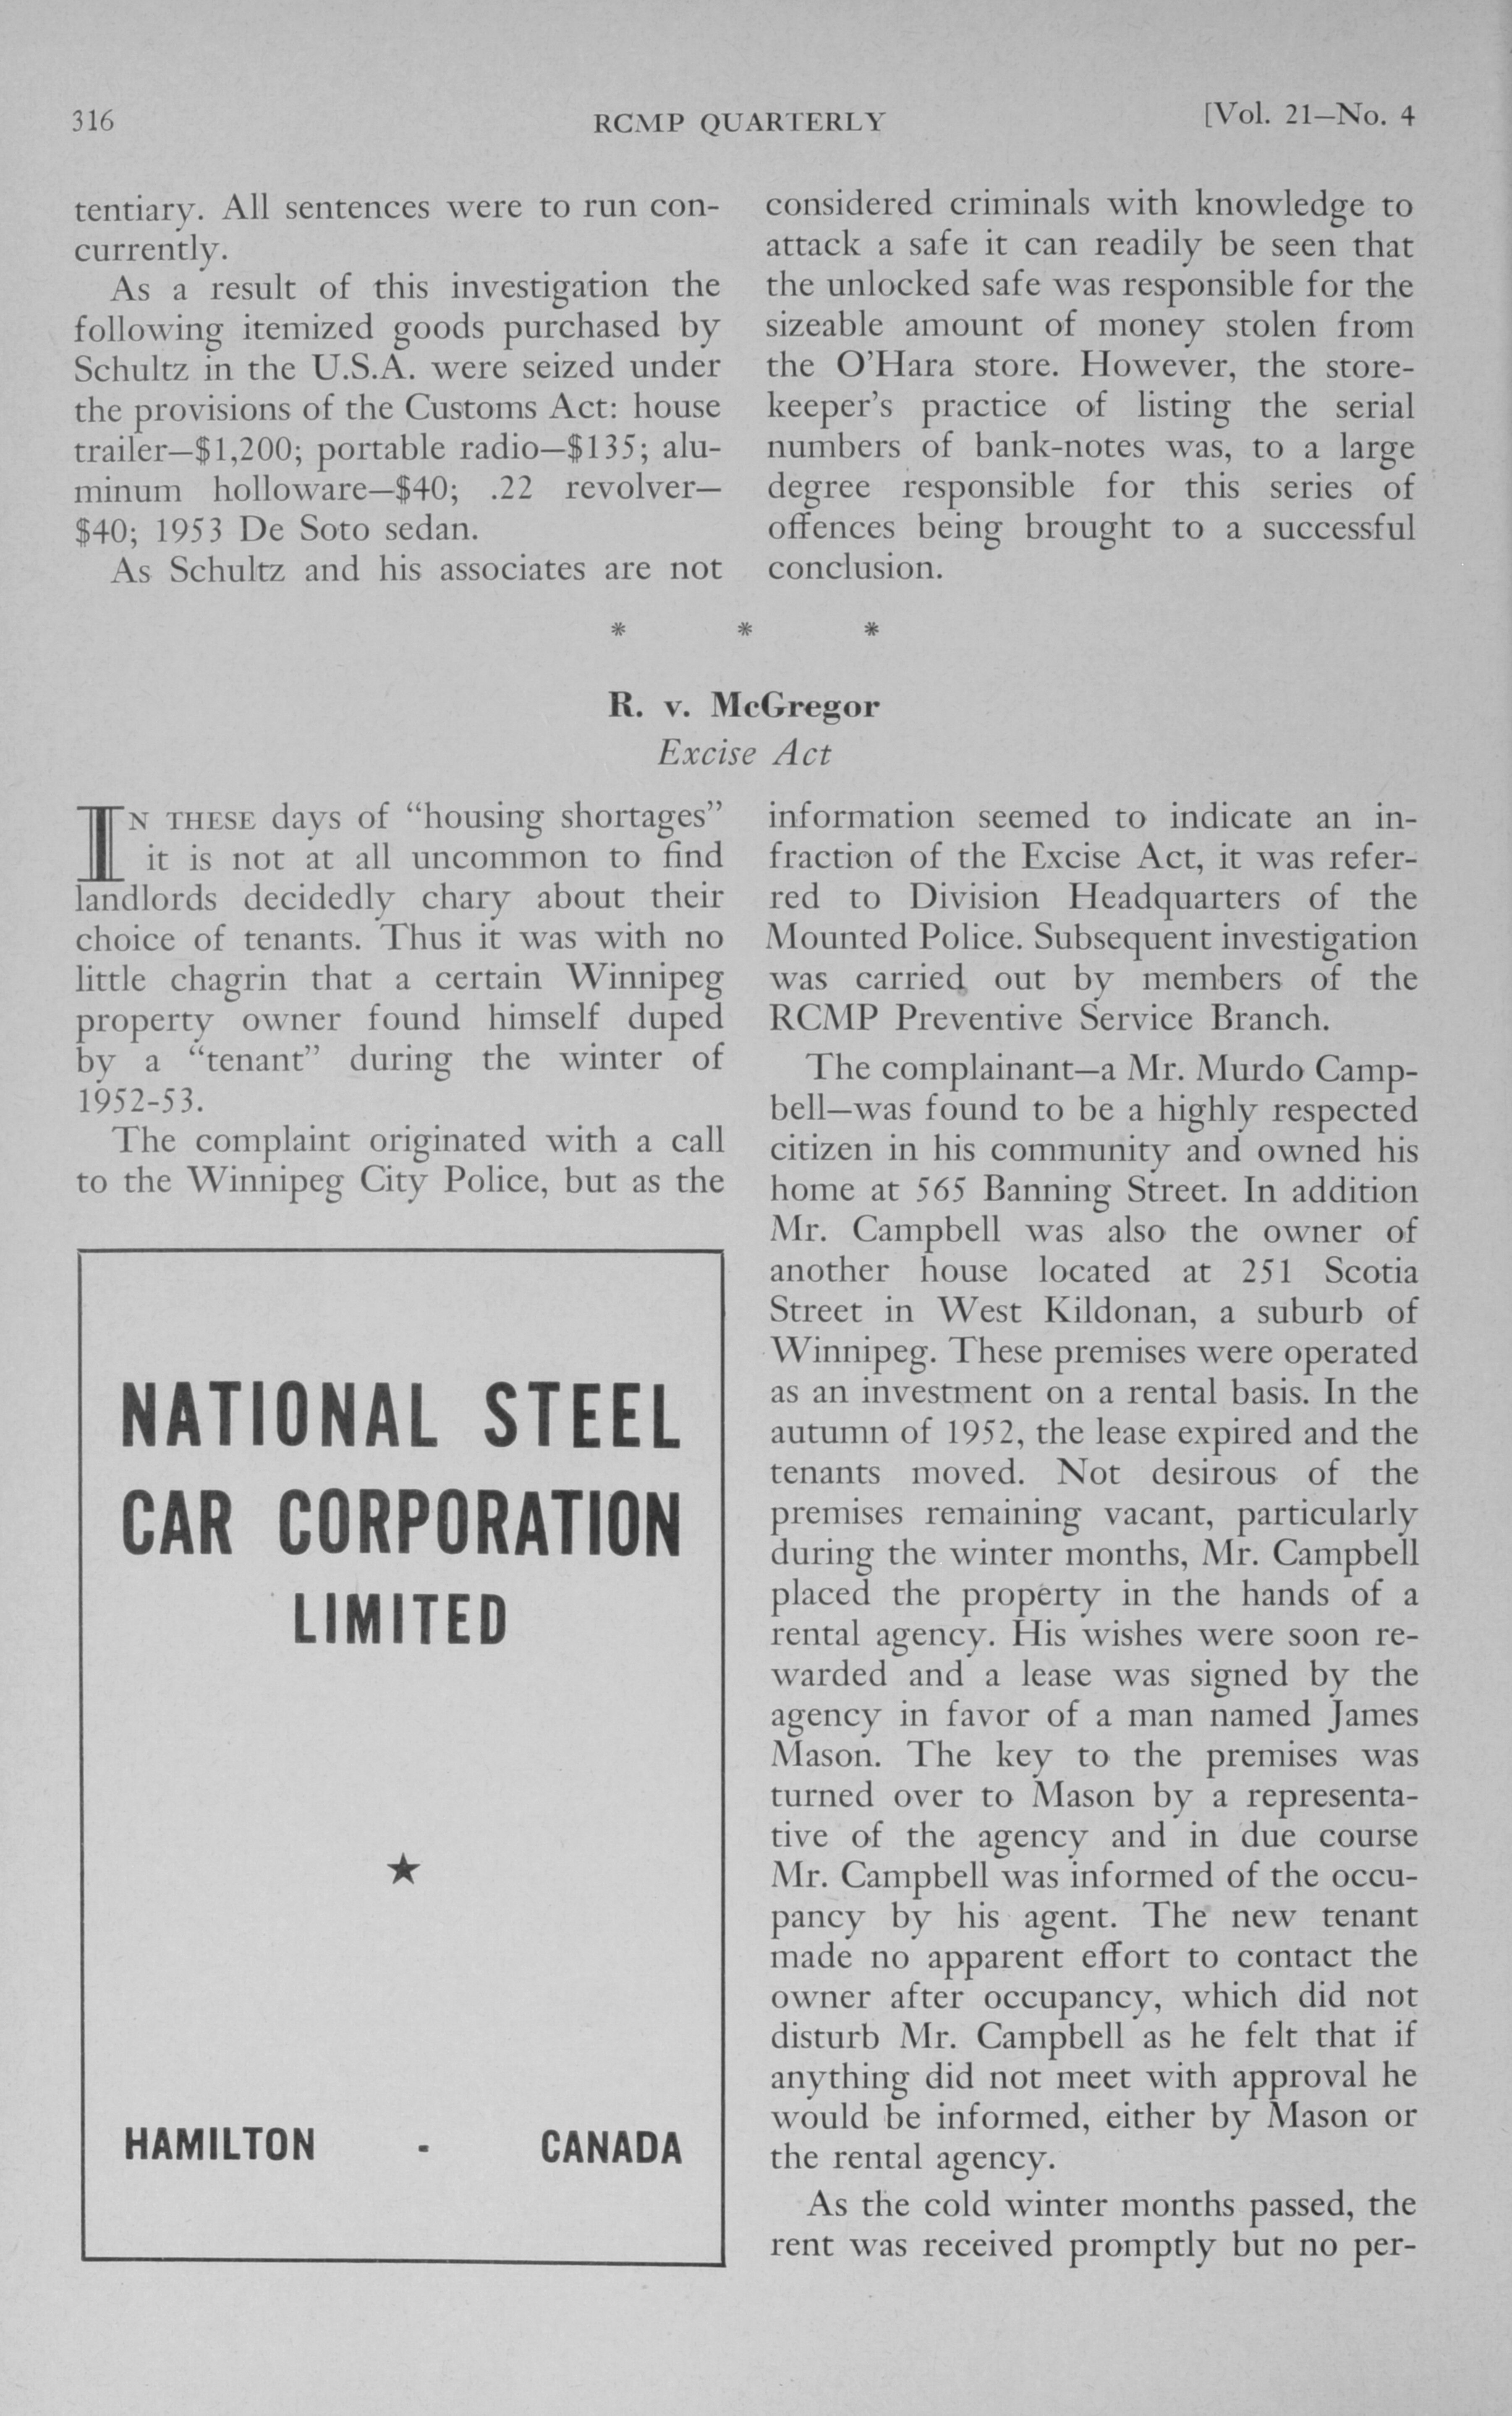 316
RCMP QUARTERLY
[Vol. 21—No. 4
tentiary. All sentences were to run con-
currently.
As a result of this investigation the
following itemized goods purchased by
Schultz in the U.S.A. were seized under
the provisions of the Customs Act: house
trailer—$1,200; portable radio—$135; alu-
minum holloware—$40; .22 revolver—
$40; 1953 De Soto sedan.
As Schultz and his associates are not
considered criminals with knowledge to
attack a safe it can readily be seen that
the unlocked safe was responsible for the
sizeable amount of money stolen from
the O'Hara store. However, the store-
keeper's practice of listing the serial
numbers of bank-notes was, to a large
degree responsible for this series of
offences being brought to a successful
conclusion.
* * *
R. v. McGregor
Excise Act
IN THESE days of “housing shortages”
it is not at all uncommon to find
landlords decidedly chary about their
choice of tenants. Thus it was with no
little chagrin that a certain Winnipeg
property owner found himself duped
by a “tenant” during the winter of
1952-53.
The complaint originated with a call
to the Winnipeg City Police, but as the
information seemed to indicate an in-
fraction of the Excise Act, it was refer-
red to Division Headquarters of the
Mounted Police. Subsequent investigation
was carried out by members of the
RCMP Preventive Service Branch.
The complainant—a Mr. Murdo Camp-
bell—was found to be a highly respected
citizen in his community and owned his
home at 565 Banning Street. In addition
Mr. Campbell was also the owner of
another house located at 251 Scotia
Street in West Kildonan, a suburb of
Winnipeg. These premises were operated
as an investment on a rental basis. In the
autumn of 1952, the lease expired and the
tenants moved. Not desirous of the
premises remaining vacant, particularly
during the winter months, Mr. Campbell
placed the property in the hands of a
rental agency. His wishes were soon re-
warded and a lease was signed by the
agency in favor of a man named James
Mason. The key to the premises was
turned over to Mason by a representa-
tive of the agency and in due course
Mr. Campbell was informed of the occu-
pancy by his agent. The new tenant
made no apparent effort to contact the
owner after occupancy, which did not
disturb Mr. Campbell as he felt that if
anything did not meet with approval he
would be informed, either by Mason or
the rental agency.
As the cold winter months passed, the
rent was received promptly but no per-
NATIONAL STEEL
CAR CORPORATION
LIMITED
★
HAMILTON - CANADA